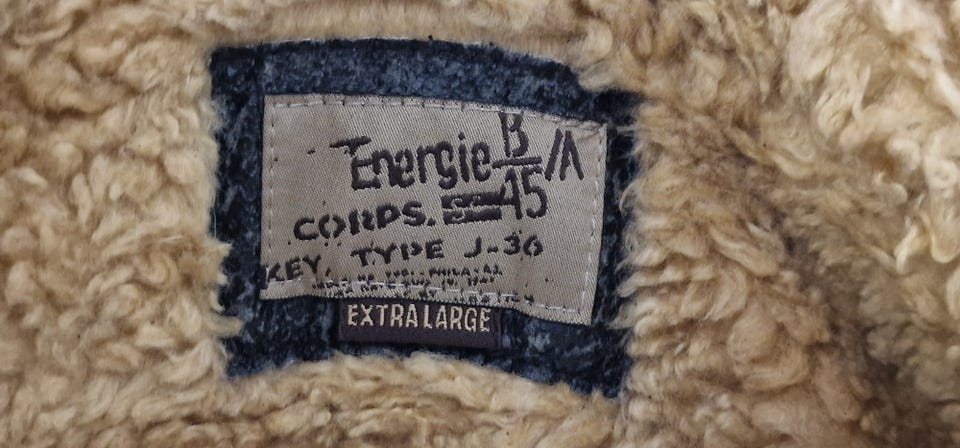 Energie B/A
CORPS. 45
KEY, TYPE J-36
EXTRA LARGE